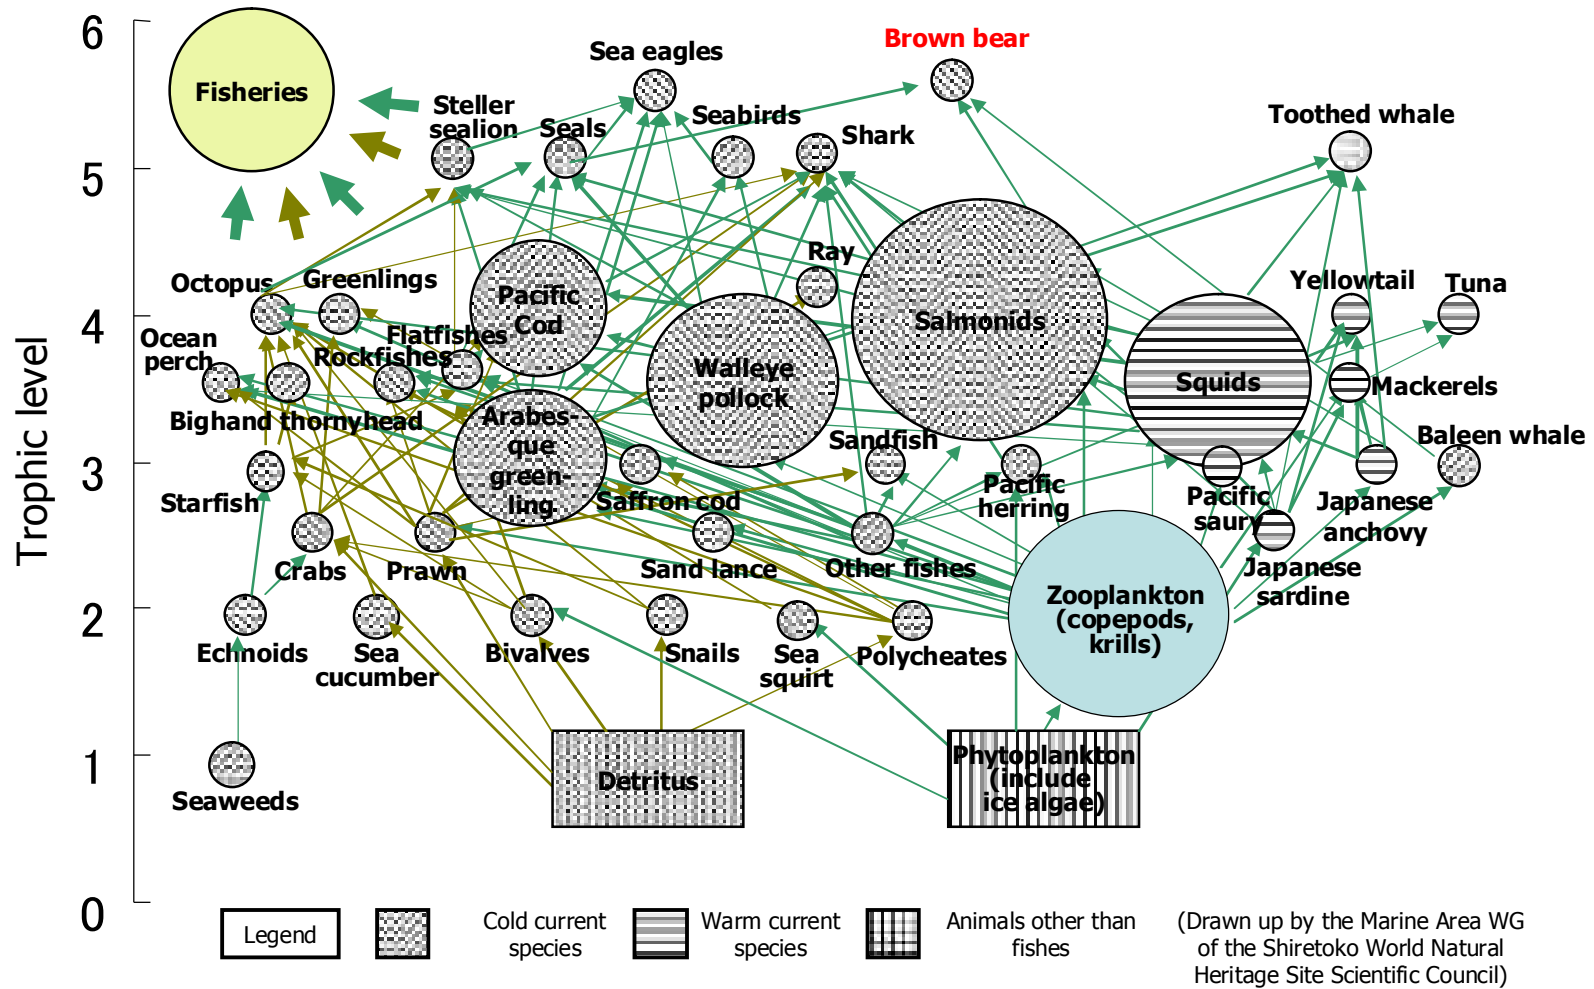 6
Brown bear
Sea eagles
Fisheries
Steller
sealion
Seals
Seabirds
Shark
Toothed whale
5
Octopus
Greenlings
Pacific
Cod
Ray
Salmonids
Yellowtail
Tuna
4
Ocean
perch
Flatfishes
Rockfishes
Walleye
pollock
Squids
Mackerels
Bighand thornyhead
Arabes-
que
green-
ling
Sandfish
Baleen whale
3
Starfish
Saffron cod
Pacific
herring
Pacific
saury
Japanese
anchovy
Trophic level
Crabs
Prawn
Sand lance
Other fishes
Japanese
sardine
2
Zooplankton
(copepods,
krills)
Echnoids
Sea
cucumber
Bivalves
Snails
Sea
squirt
Polycheates
1
Seaweeds
Detritus
Phytoplankton
(include
ice algae)
0
Legend
Cold current
species
Warm current
species
Animals other than
fishes
(Drawn up by the Marine Area WG
of the Shiretoko World Natural
Heritage Site Scientific Council)